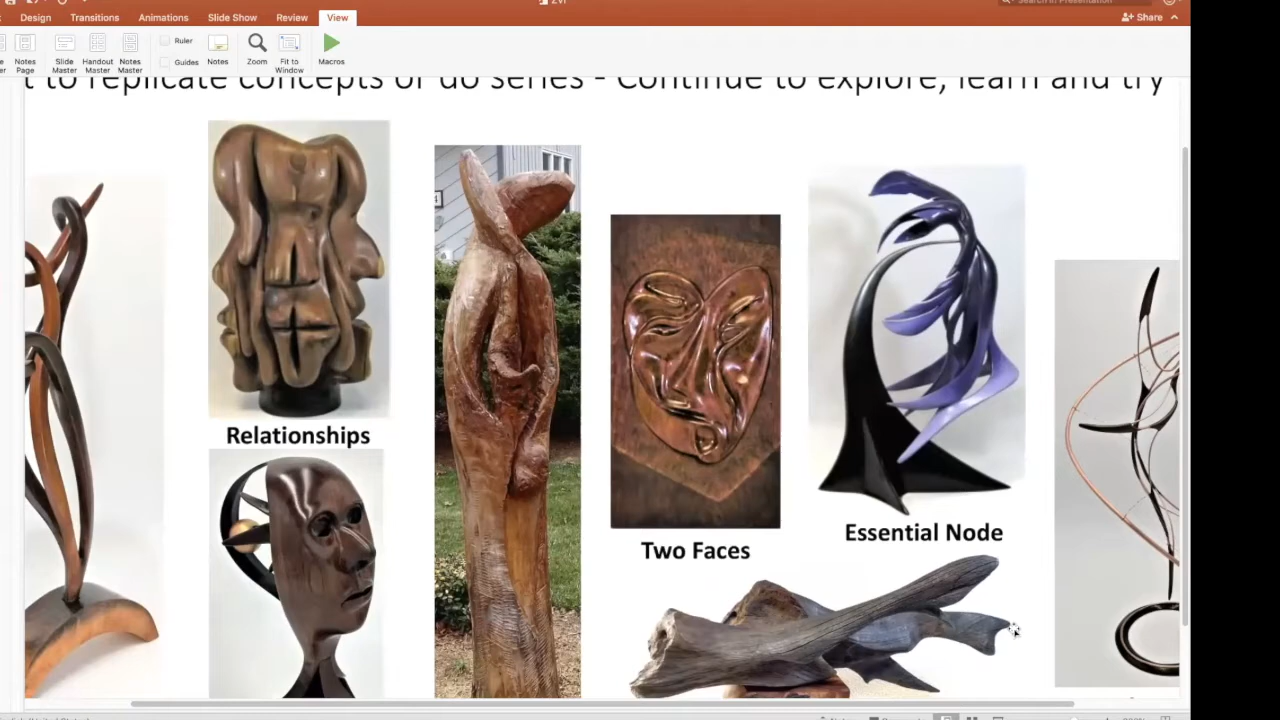 Design Transitions Animations Slide Show Review View
Share
Ruler
Guides
Notes Page
Slide Master
Handout Master
Notes Master
Notes
Zoom
Fit to Window
Macros
t to replicate concepts or do series - Continue to explore, learn and try
Relationships
Two Faces
Essential Node